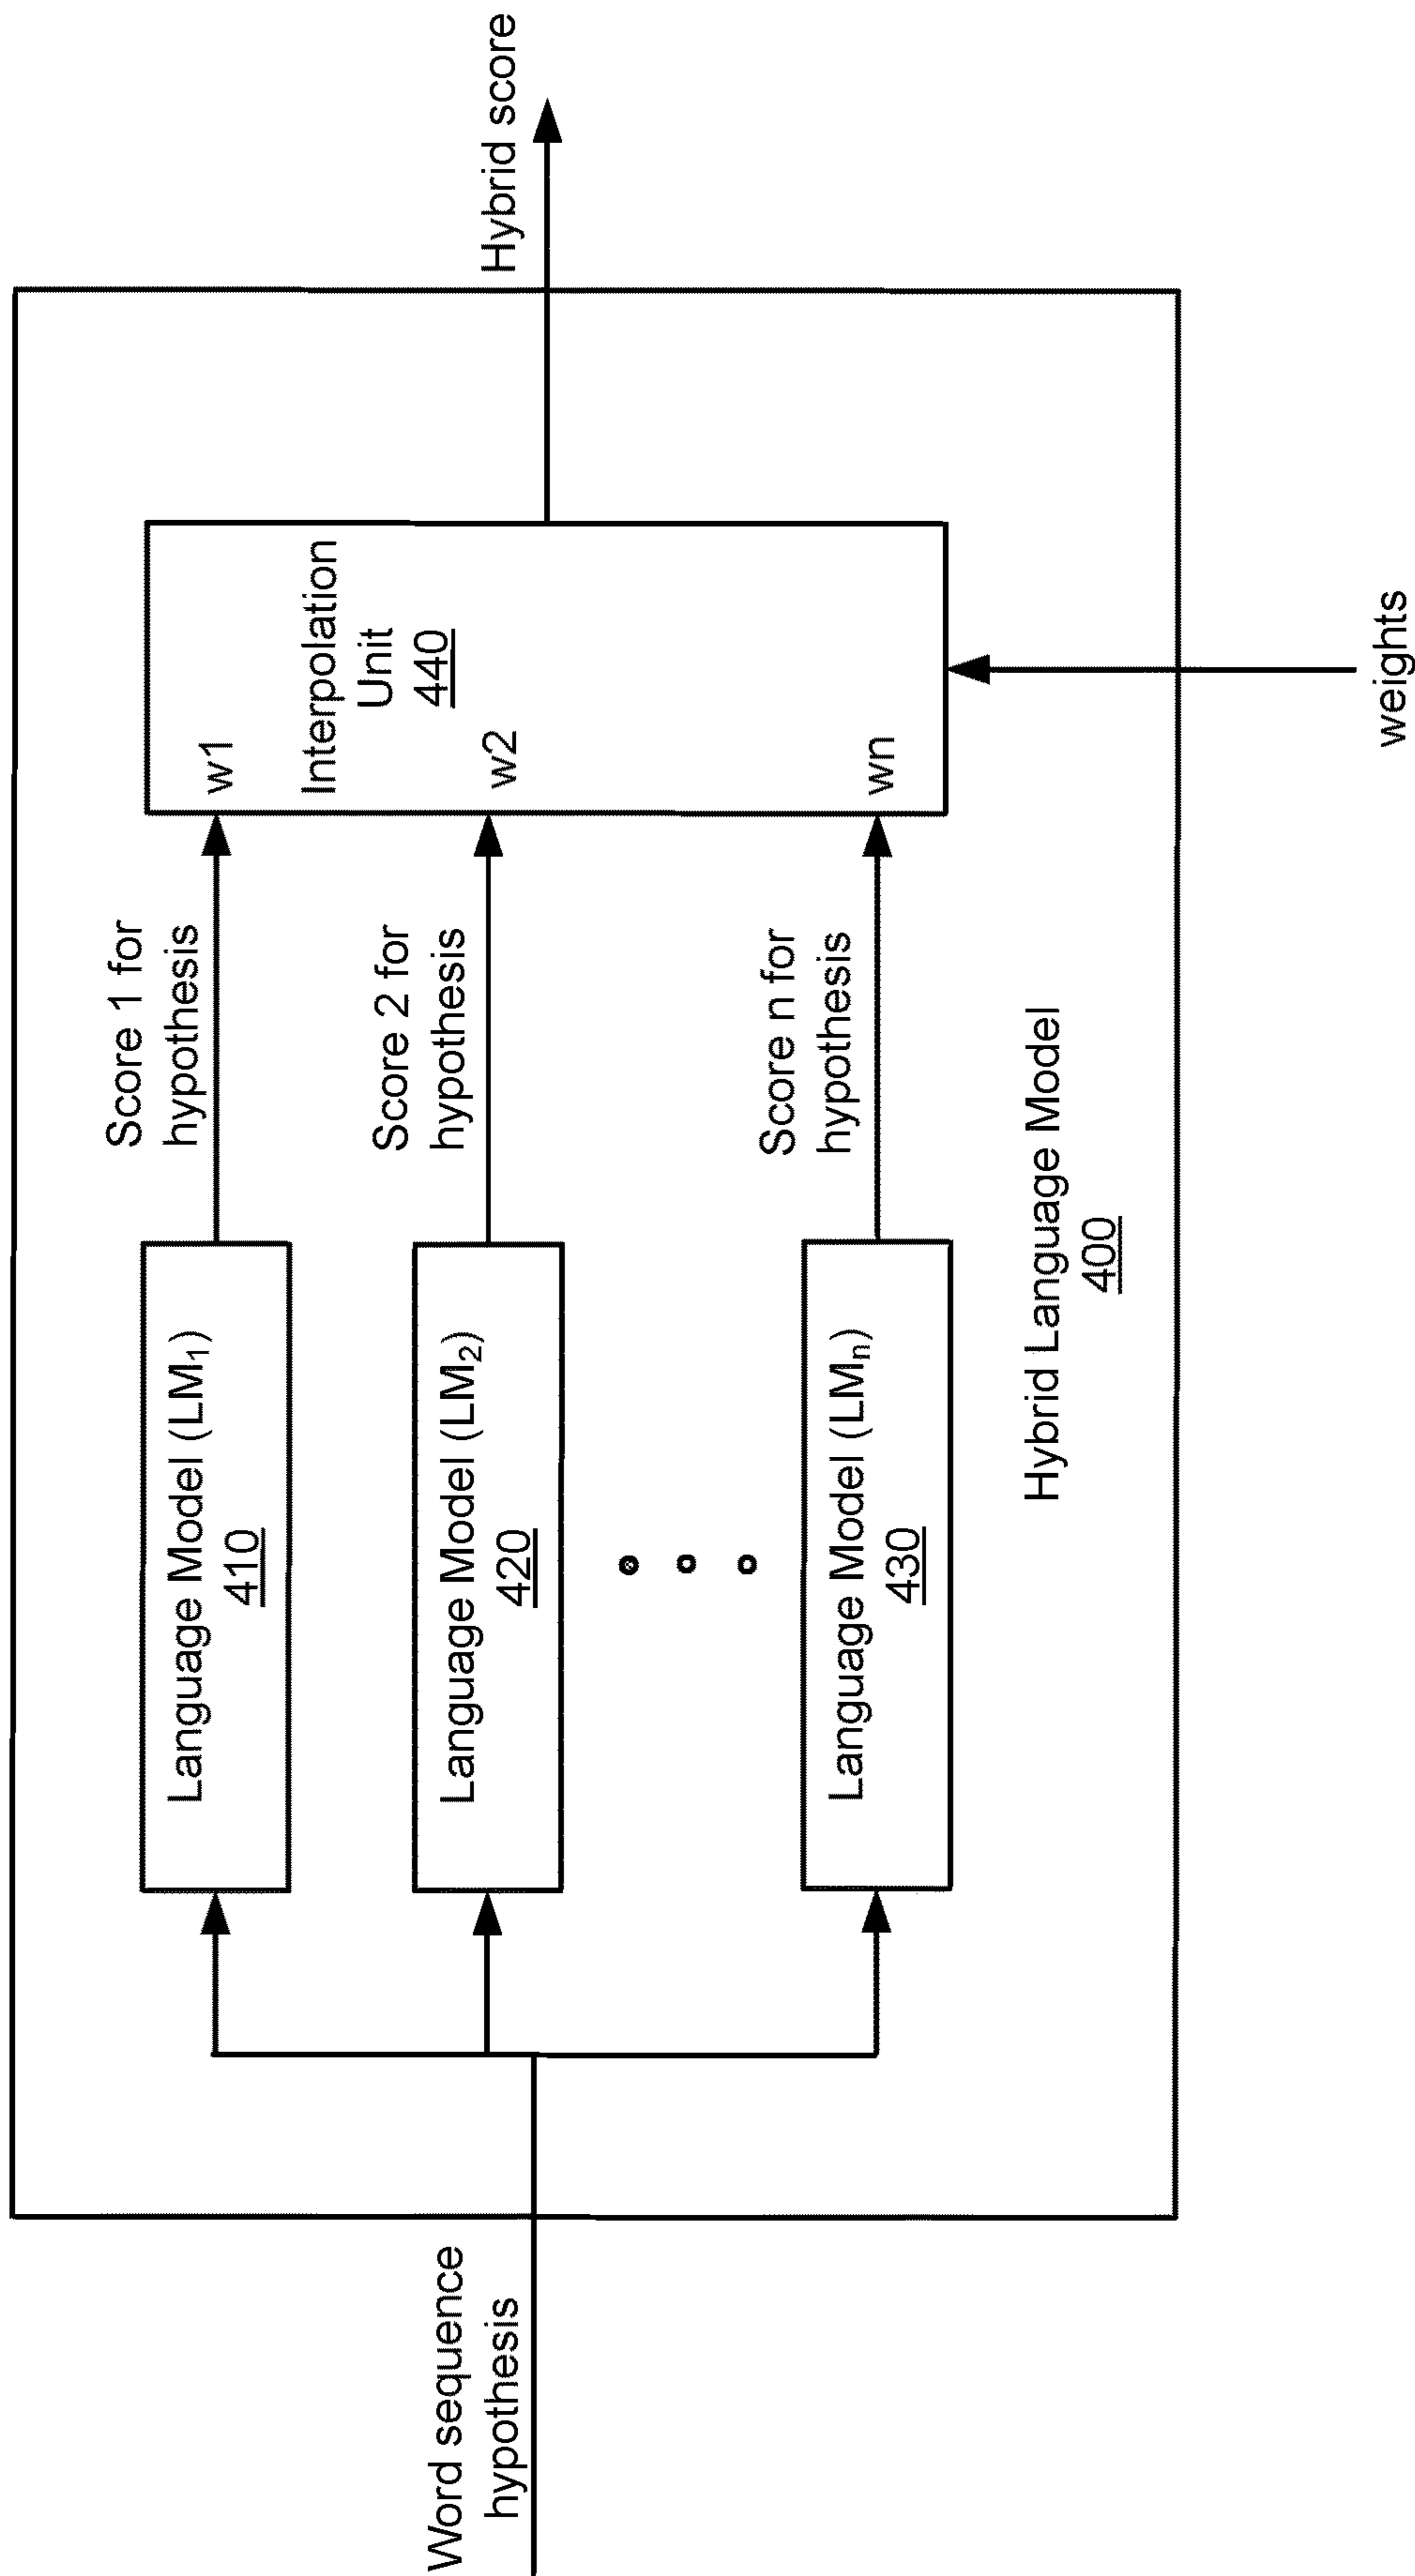 Word sequence
hypothesis
Language Model (LM1)
410
Language Model (LM2)
420
Language Model (LMn)
430
Score 1 for
hypothesis
Score 2 for
hypothesis
Score n for
hypothesis
w1
Interpolation
Unit
440
w2
wn
Hybrid score
Hybrid Language Model
400
weights